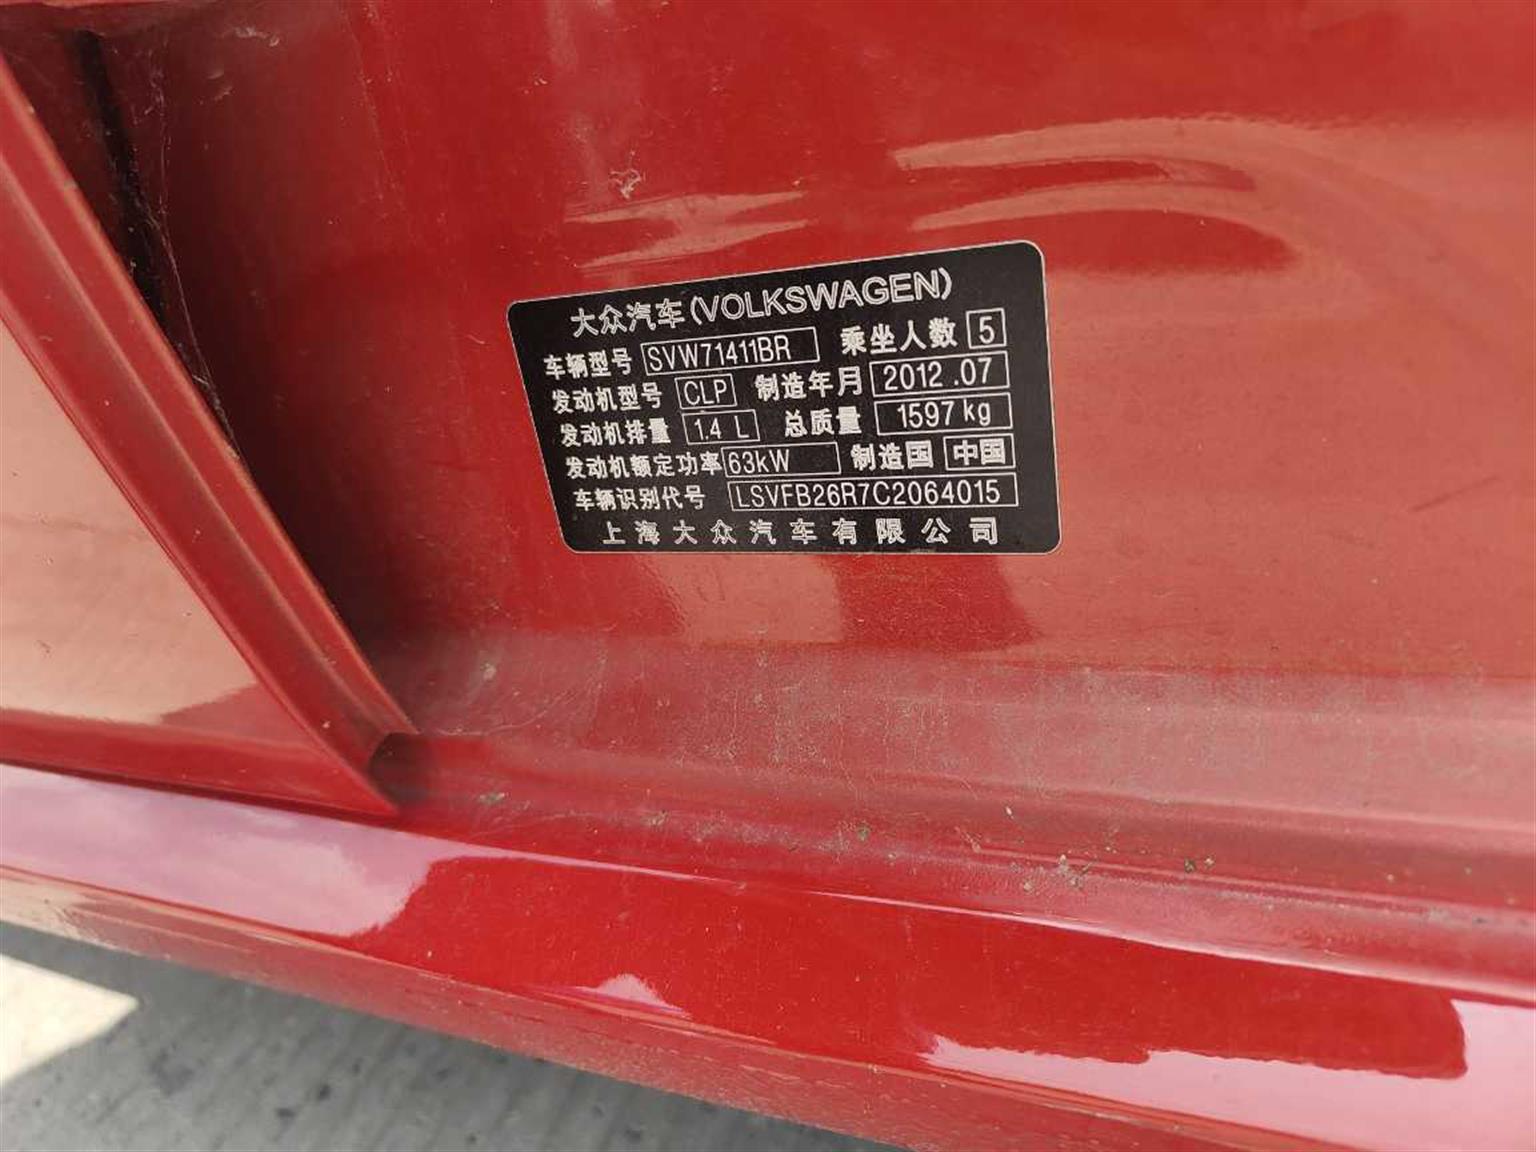 大众汽车(VOLKSWAGEN)
车辆型号 SVW71411BR 乘坐人数 5
发动机型号 CLP 制造年月 2012.07
发动机排量 1.4 L 总质量 1597kg
发动机额定功率 63kW 制造国 中国
车辆识别代号 LSVFB26R7C2064015
上海大众汽车有限公司